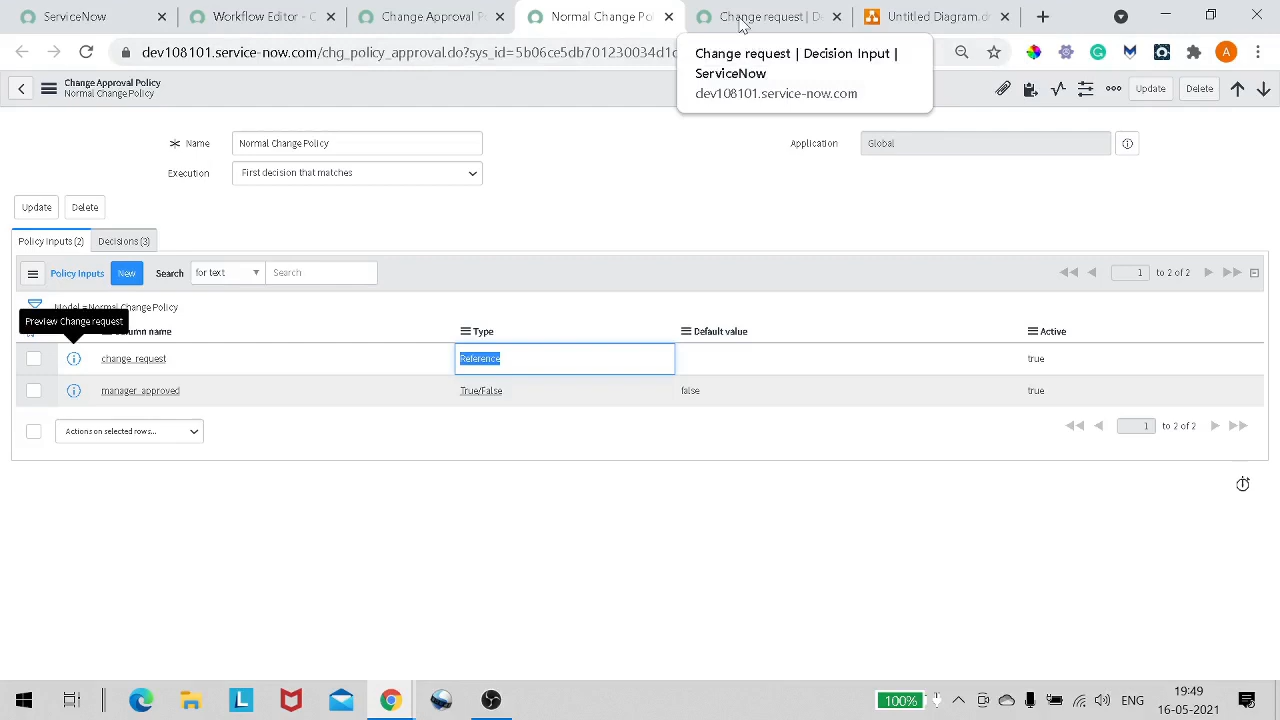 ServiceNow
Workflow Editor - C
Change Approval P
Normal Change Pol
Change request | D
Untitled Diagram.d
dev108101.service-now.com/chg_policy_approval.do?sys_id=5b06ce5db701230034d1c
Change request | Decision Input |
ServiceNow
dev108101.service-now.com
A
Change Approval Policy
Normal Change Policy
Update
Delete
Name
Normal Change Policy
Application
Global
Execution
First decision that matches
Update
Delete
Policy Inputs (2)
Decisions (3)
Policy Inputs
New
Search
for text
Search
1
to 2 of 2
Model = Normal Change Policy
Preview Change request
Column name
Type
Default value
Active
change_request
Reference
true
manager_approved
True/False
false
true
Actions on selected rows...
1
to 2 of 2
L
100%
ENG
19:49
16-05-2021